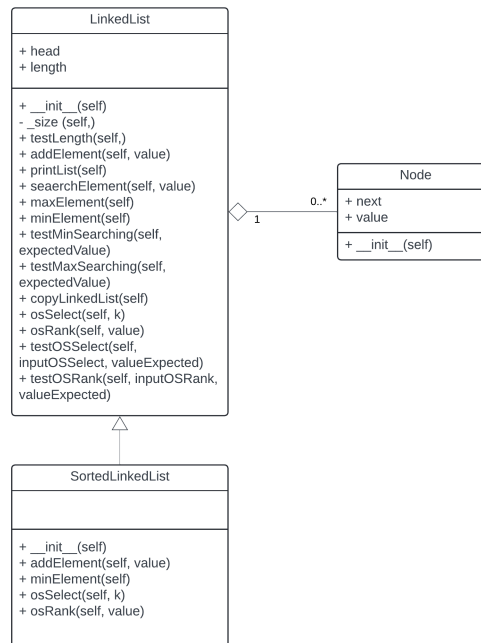 LinkedList
+ head
+ length
+ __init__(self)
- _size (self,)
+ testLength(self,)
+ addElement(self, value)
+ printList(self)
+ seaerchElement(self, value)
+ maxElement(self)
+ minElement(self)
+ testMinSearching(self,
expectedValue)
+ testMaxSearching(self,
expectedValue)
+ copyLinkedList(self)
+ osSelect(self, k)
+ osRank(self, value)
+ testOSSelect(self,
inputOSSelect, valueExpected)
+ testOSRank(self, inputOSRank,
valueExpected)
1
0..*
Node
+ next
+ value
+ __init__(self)
SortedLinkedList
+ __init__(self)
+ addElement(self, value)
+ minElement(self)
+ osSelect(self, k)
+ osRank(self, value)